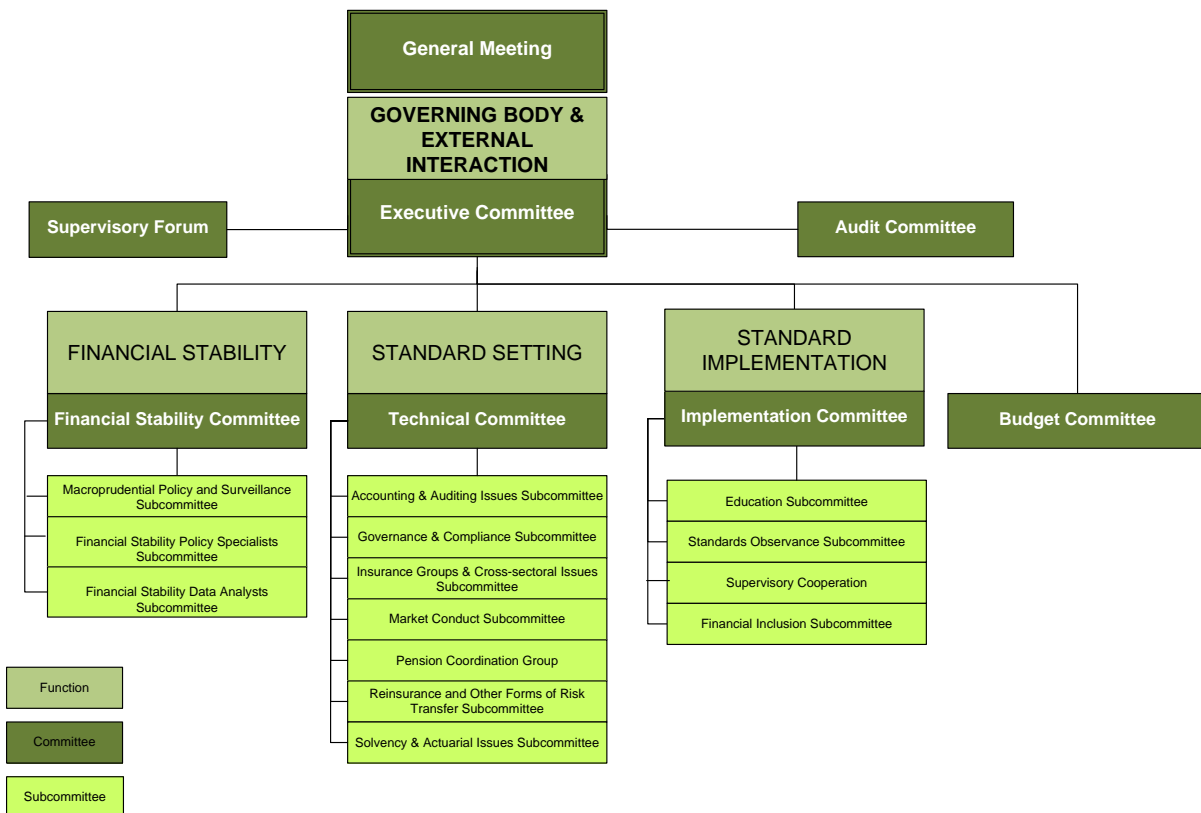 General Meeting
GOVERNING BODY &
EXTERNAL
INTERACTION
Executive Committee
Supervisory Forum
Audit Committee
FINANCIAL STABILITY
Financial Stability Committee
Macroprudential Policy and Surveillance
Subcommittee
Financial Stability Policy Specialists
Subcommittee
Financial Stability Data Analysts
Subcommittee
STANDARD SETTING
Technical Committee
Accounting & Auditing Issues Subcommittee
Governance & Compliance Subcommittee
Insurance Groups & Cross-sectoral Issues
Subcommittee
Market Conduct Subcommittee
Pension Coordination Group
Reinsurance and Other Forms of Risk
Transfer Subcommittee
Solvency & Actuarial Issues Subcommittee
STANDARD
IMPLEMENTATION
Implementation Committee
Education Subcommittee
Standards Observance Subcommittee
Supervisory Cooperation
Financial Inclusion Subcommittee
Budget Committee
Function
Committee
Subcommittee